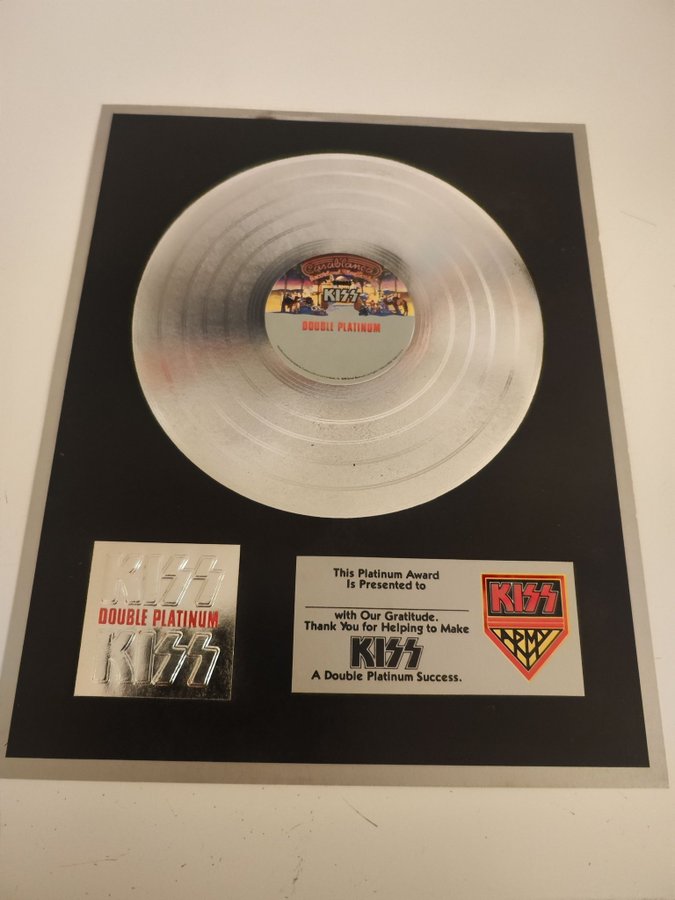 Casablanca
KISS
DOUBLE PLATINUM
KISS
DOUBLE PLATINUM
KISS
This Platinum Award
Is Presented to
with Our Gratitude.
Thank You for Helping to Make
KISS
A Double Platinum Success.
KISS
ARMY